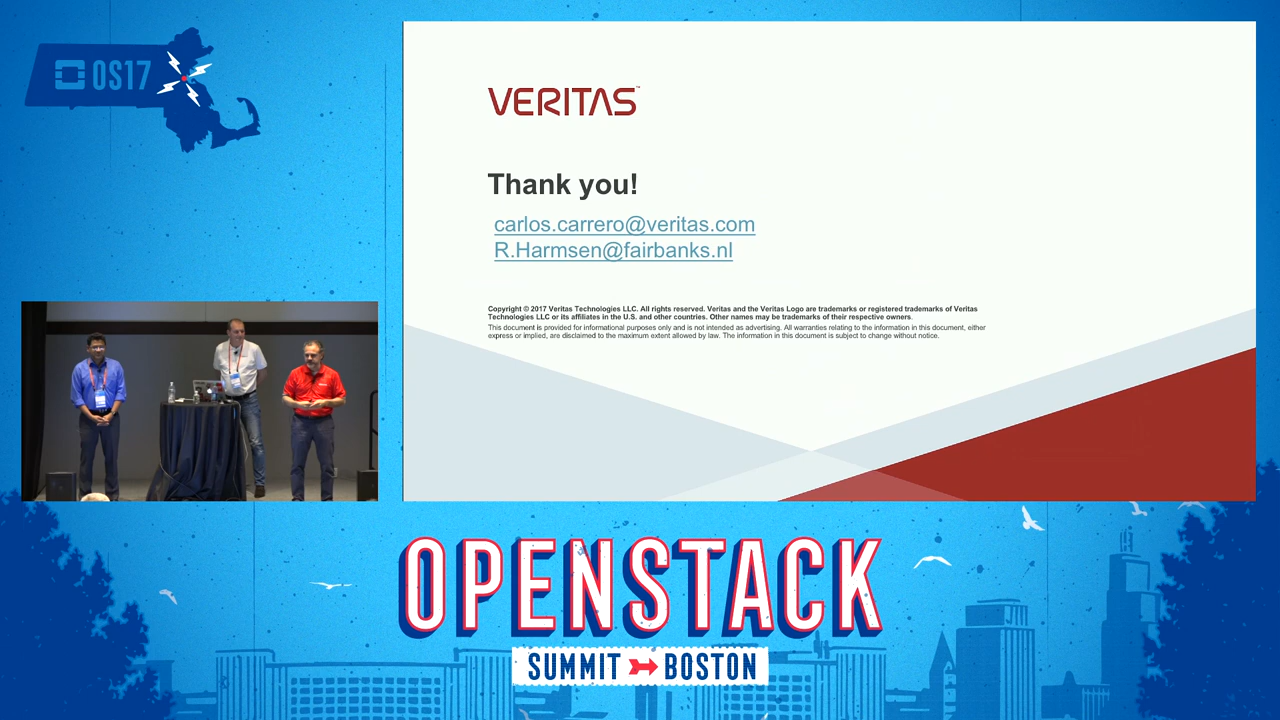 OS17
VERITAS™
Thank you!
carlos.carrero@veritas.com
R.Harmsen@fairbanks.nl
Copyright © 2017 Veritas Technologies LLC. All rights reserved. Veritas and the Veritas Logo are trademarks or registered trademarks of Veritas
Technologies LLC or its affiliates in the U.S. and other countries. Other names may be trademarks of their respective owners.
This document is provided for informational purposes only and is not intended as advertising. All warranties relating to the information in this document, either
express or implied, are disclaimed to the maximum extent allowed by law. The information in this document is subject to change without notice.
OPENSTACK
SUMMIT BOSTON